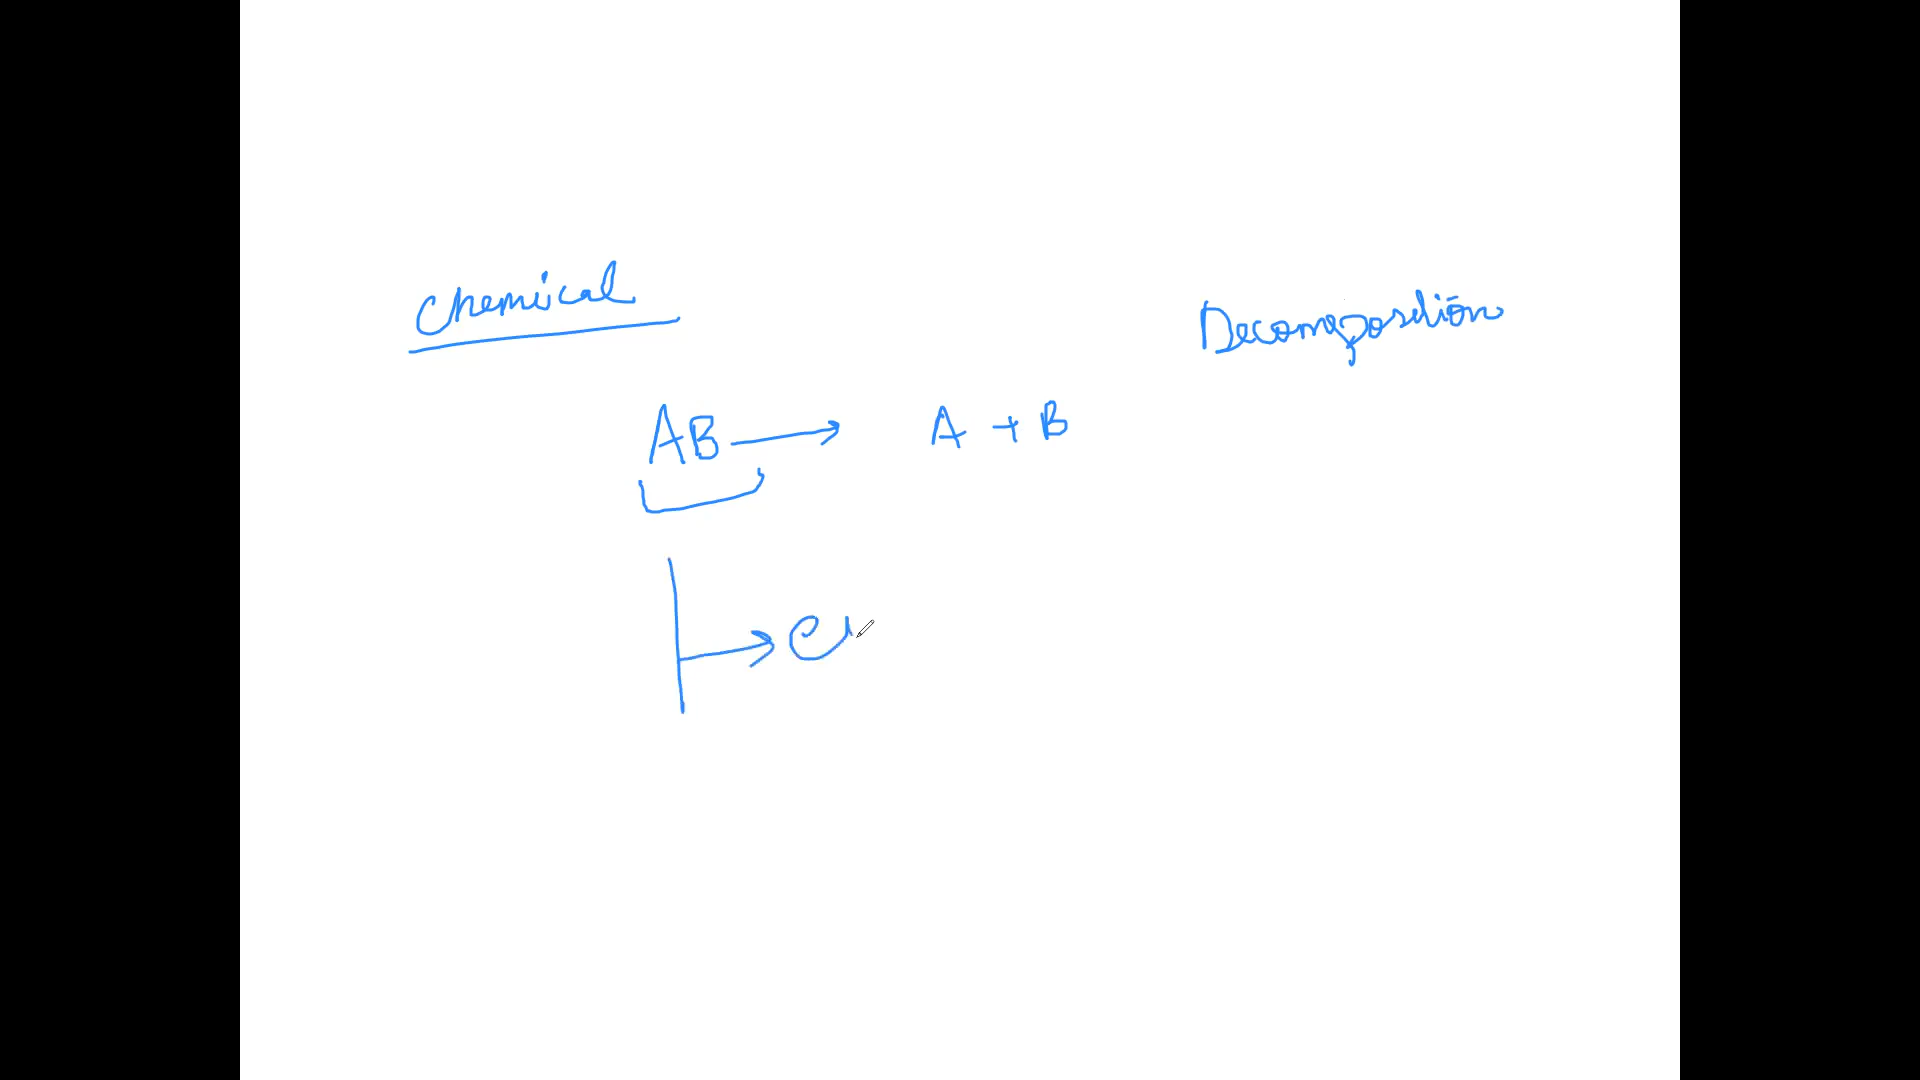 Chemical
Decomposition
AB → A + B